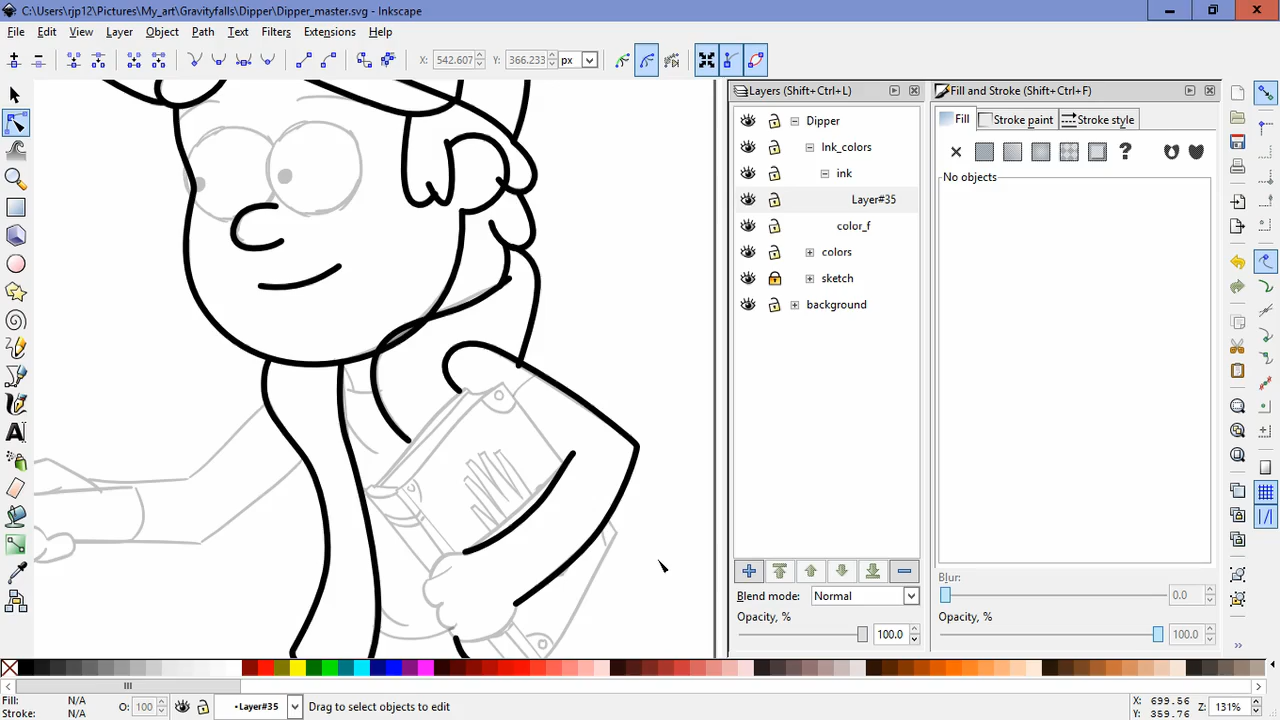 C:\Users\rjp12\Pictures\My_art\Gravityfalls\Dipper\Dipper_master.svg - Inkscape
File Edit View Layer Object Path Text Filters Extensions Help
X: 542.607 Y: 366.233 px
Layers (Shift+Ctrl+L)
Dipper
Ink_colors
ink
Layer#35
color_f
colors
sketch
background
Blend mode: Normal
Opacity, %
100.0
Fill and Stroke (Shift+Ctrl+F)
Fill Stroke paint Stroke style
No objects
Blur:
0.0
Opacity, %
100.0
Fill: N/A
Stroke: N/A
O: 100
•Layer#35
Drag to select objects to edit
X: 699.56
Y: 359.76
Z: 131%